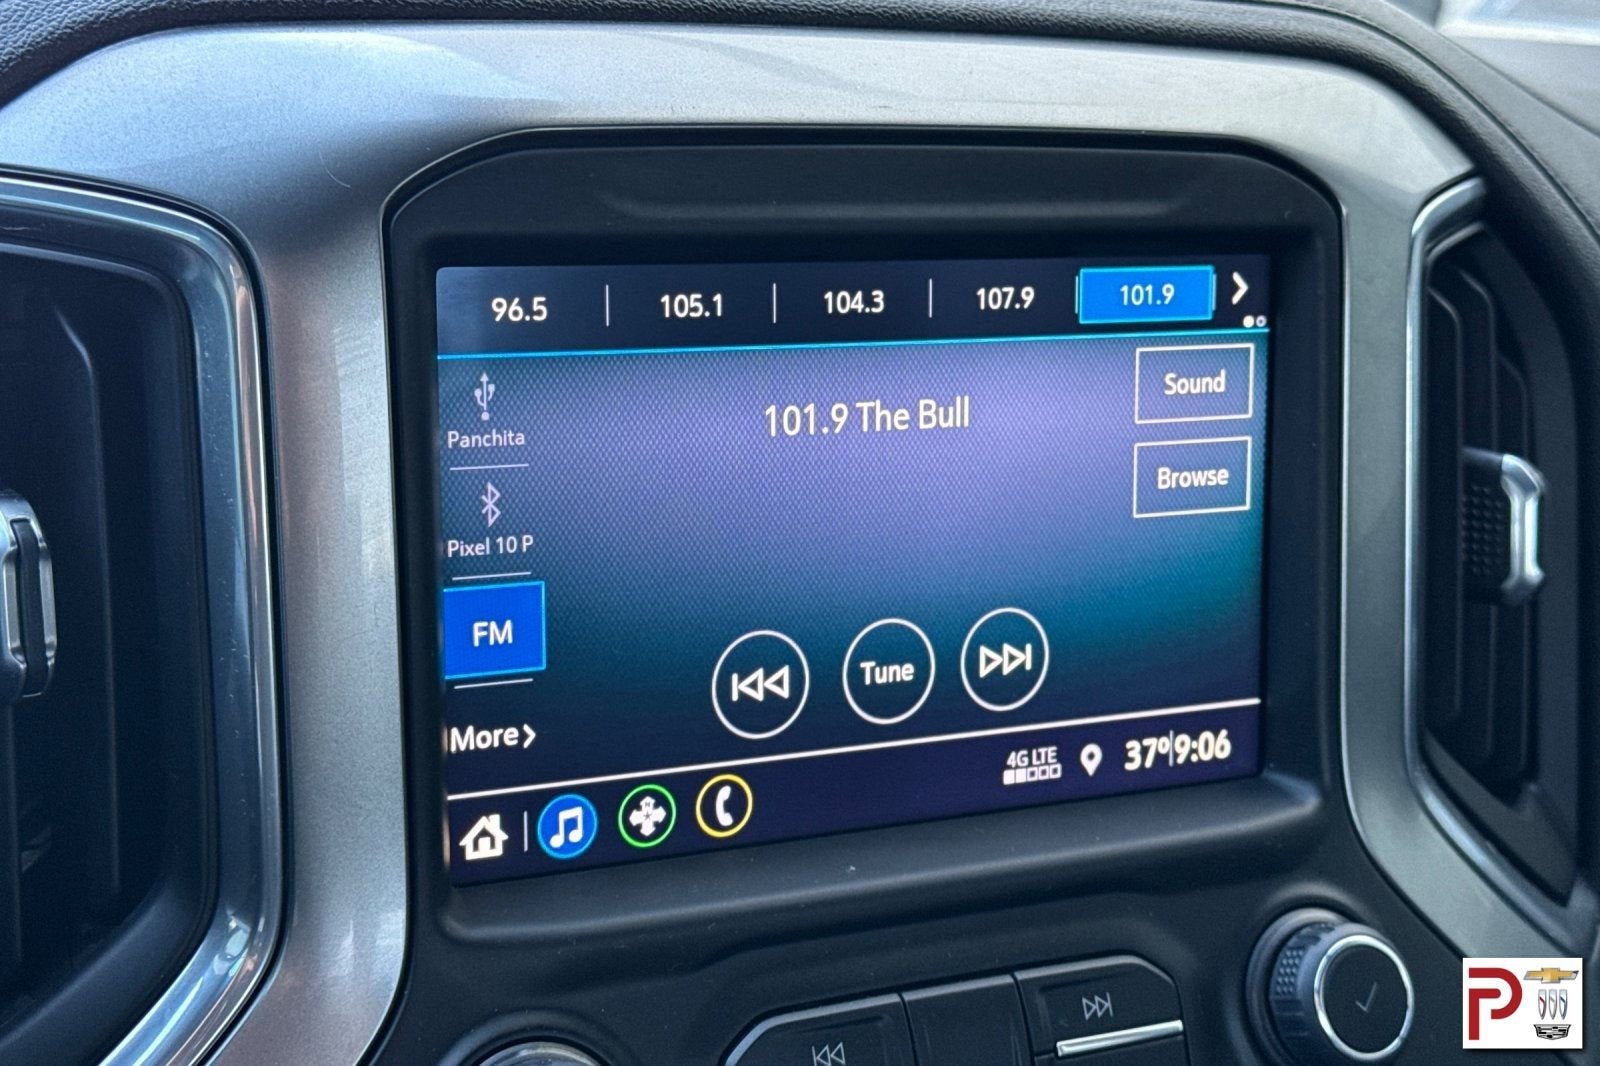 96.5 105.1 104.3 107.9 101.9
Panchita
101.9 The Bull
Sound
Browse
Pixel 10 P
FM
Tune
More
4G LTE
37º 9:06
P